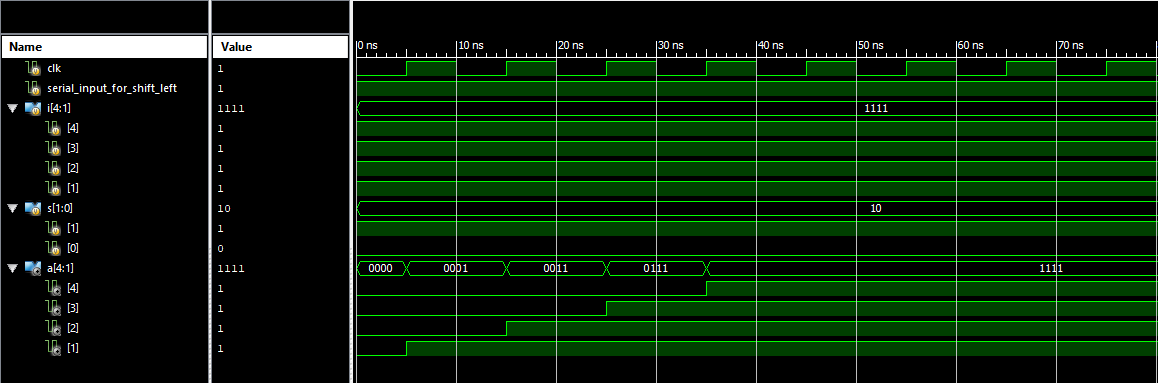 Name Value 0 ns 10 ns 20 ns 30 ns 40 ns 50 ns 60 ns 70 ns
clk 1
serial_input_for_shift_left 1
i[4:1] 1111 1111
[4] 1
[3] 1
[2] 1
[1] 1
s[1:0] 10 10
[1] 1
[0] 0
a[4:1] 1111 0000 0001 0011 0111 1111
[4] 1
[3] 1
[2] 1
[1] 1